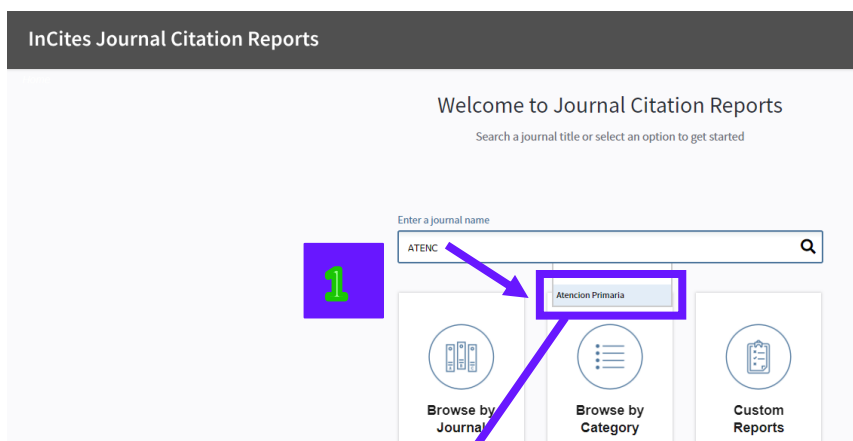 InCites Journal Citation Reports
Welcome to Journal Citation Reports
Search a journal title or select an option to get started
Enter a journal name
ATENC
1
Atencion Primaria
Browse by
Journal
Browse by
Category
Custom
Reports